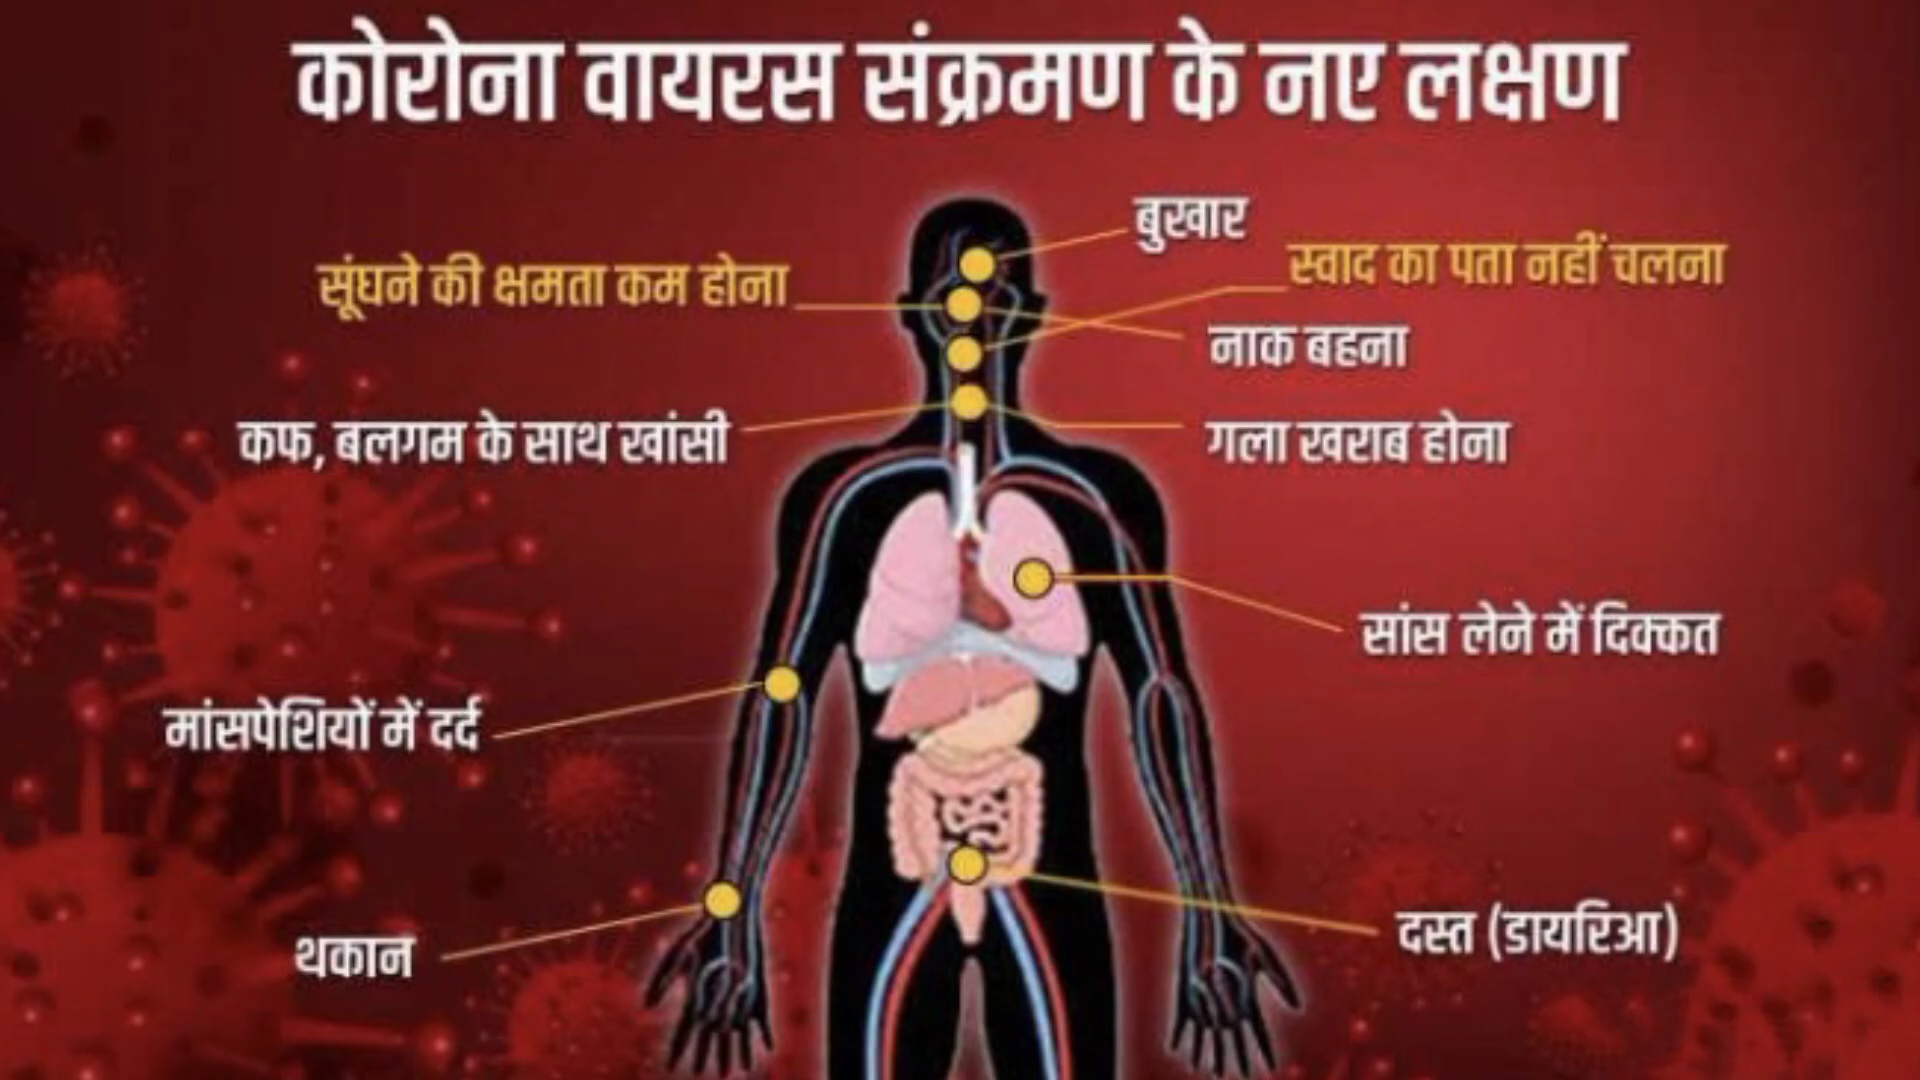 कोरोना वायरस संक्रमण के नए लक्षण
बुखार
स्वाद का पता नहीं चलना
सूंघने की क्षमता कम होना
नाक बहना
कफ, बलगम के साथ खांसी
गला खराब होना
सांस लेने में दिक्कत
मांसपेशियों में दर्द
दस्त (डायरिआ)
थकान